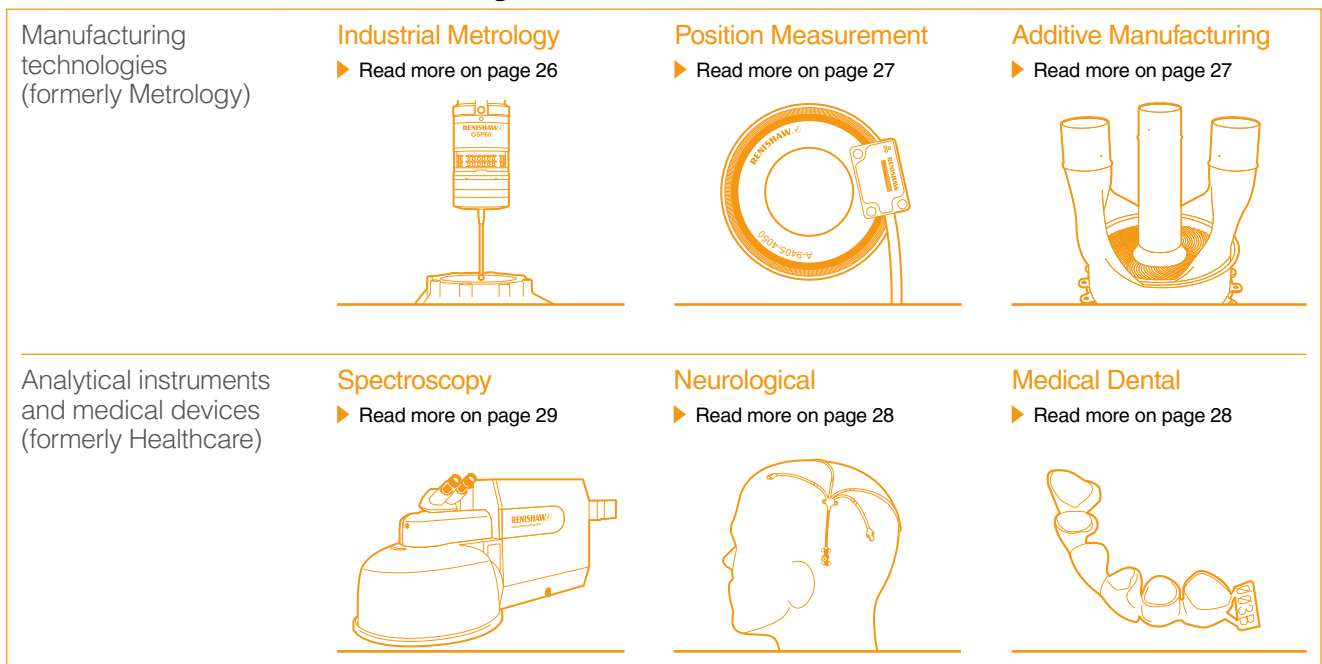 Manufacturing
technologies
(formerly Metrology)
Industrial Metrology
Read more on page 26
RENISHAW
OSP60
Position Measurement
Read more on page 27
RENISHAW
RENISHAW
A-9405-4050
Additive Manufacturing
Read more on page 27
Analytical instruments
and medical devices
(formerly Healthcare)
Spectroscopy
Read more on page 29
RENISHAW
Neurological
Read more on page 28
Medical Dental
Read more on page 28
003B